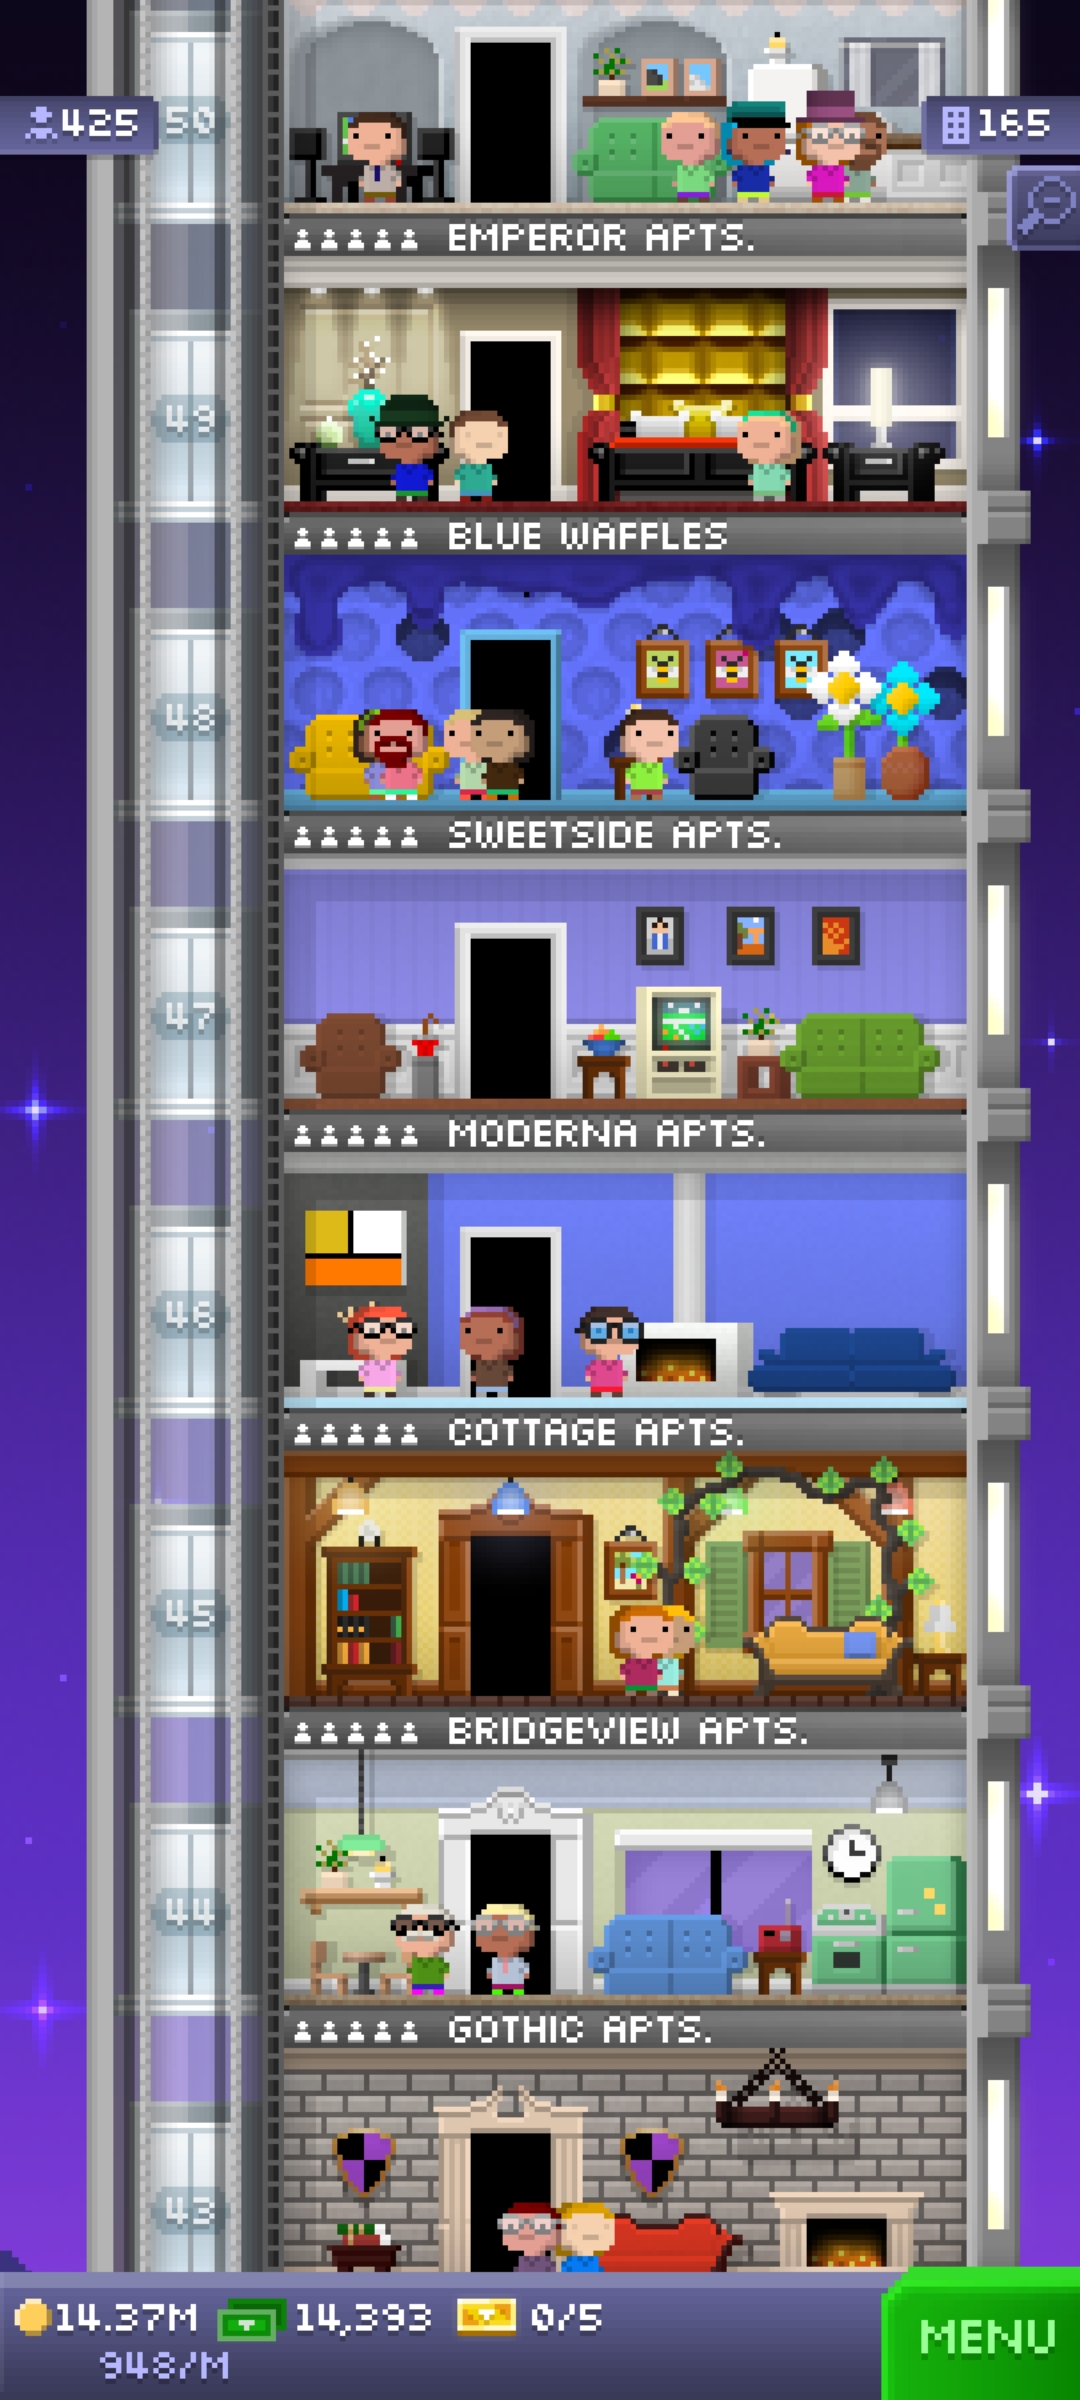 425
50
165
EMPEROR APTS.
49
BLUE WAFFLES
48
SWEETSIDE APTS.
47
MODERNA APTS.
46
COTTAGE APTS.
45
BRIDGEVIEW APTS.
44
GOTHIC APTS.
43
14.37M 14,393 0/5
948/M
MENU